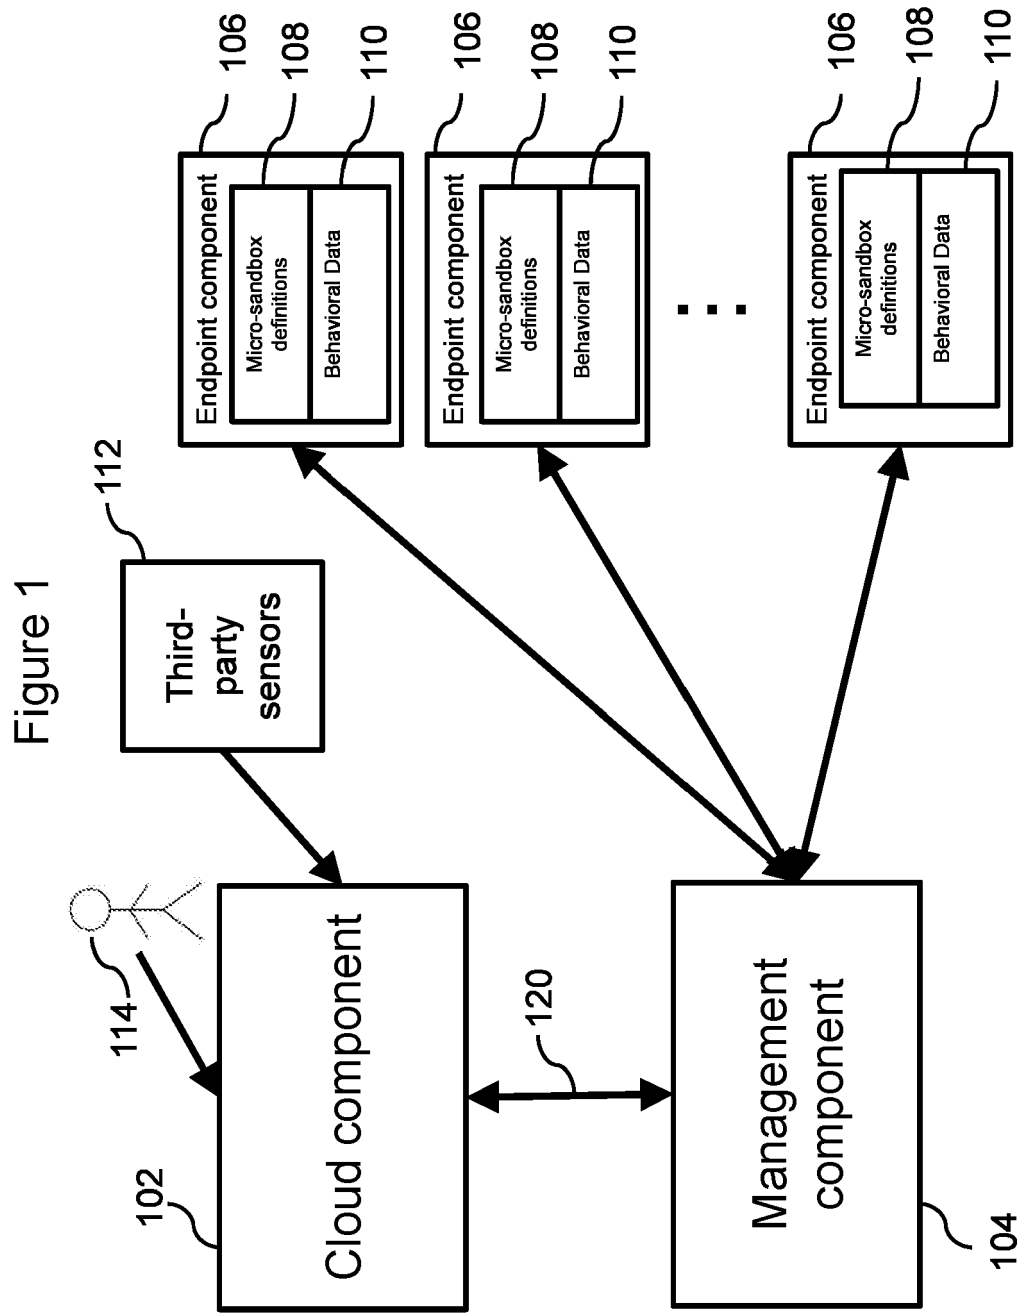 Figure 1
114
102
Cloud component
112
Third-
party
sensors
120
Management
component
104
106
108
110
Endpoint component
Micro-sandbox
definitions
Behavioral Data
106
108
110
Endpoint component
Micro-sandbox
definitions
Behavioral Data
. . .
106
108
110
Endpoint component
Micro-sandbox
definitions
Behavioral Data